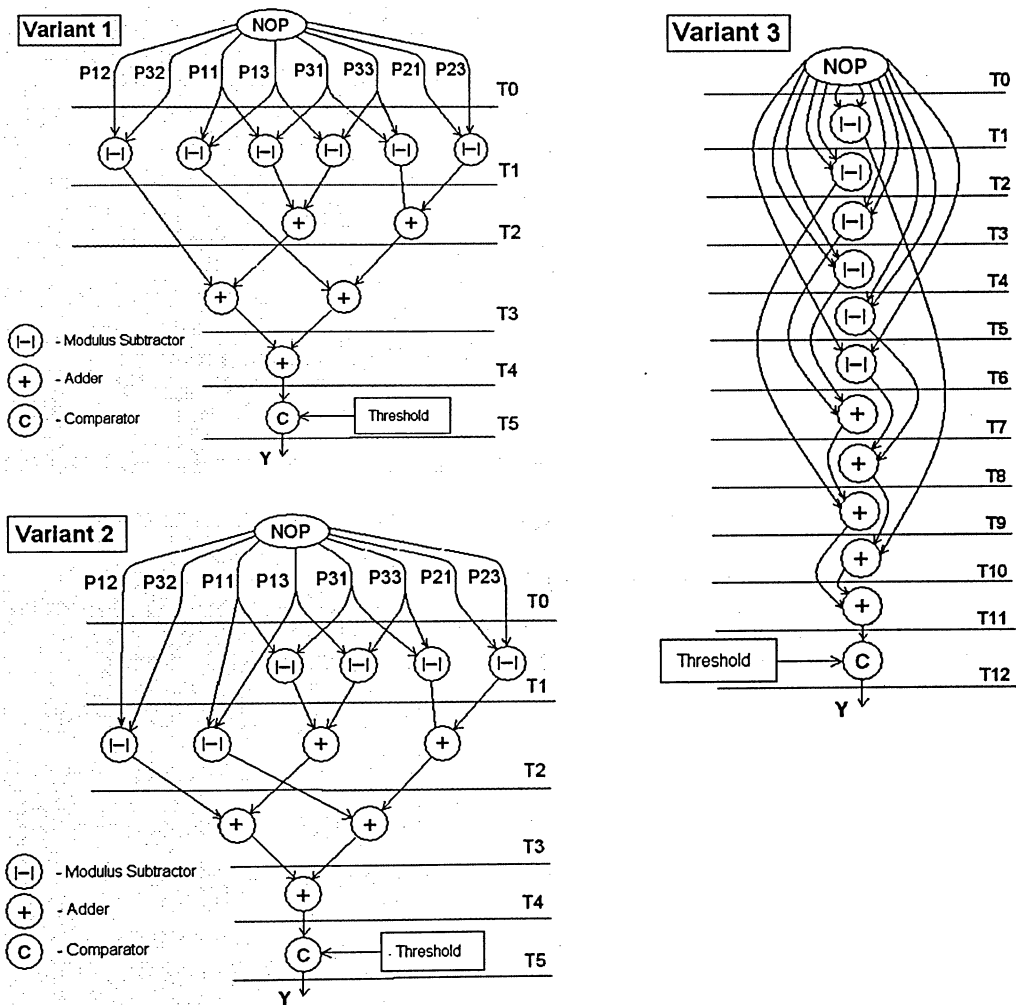 Variant 1
NOP
P12 P32 P11 P13 P31 P33 P21 P23
T0
|-| |-| |-| |-| |-| |-|
T1
+ +
T2
+ +
T3
|-| - Modulus Subtractor
+
T4
+ - Adder
C - Comparator
C Threshold
T5
Y
Variant 2
NOP
P12 P32 P11 P13 P31 P33 P21 P23
T0
|-| |-| |-| |-|
T1
|-| |-| + +
T2
+ +
T3
|-| - Modulus Subtractor
+
T4
+ - Adder
C - Comparator
C Threshold
T5
Y
Variant 3
NOP
T0
|-|
T1
|-|
T2
|-|
T3
|-|
T4
|-|
T5
|-|
T6
+
T7
+
T8
+
T9
+
T10
+
T11
Threshold C
T12
Y